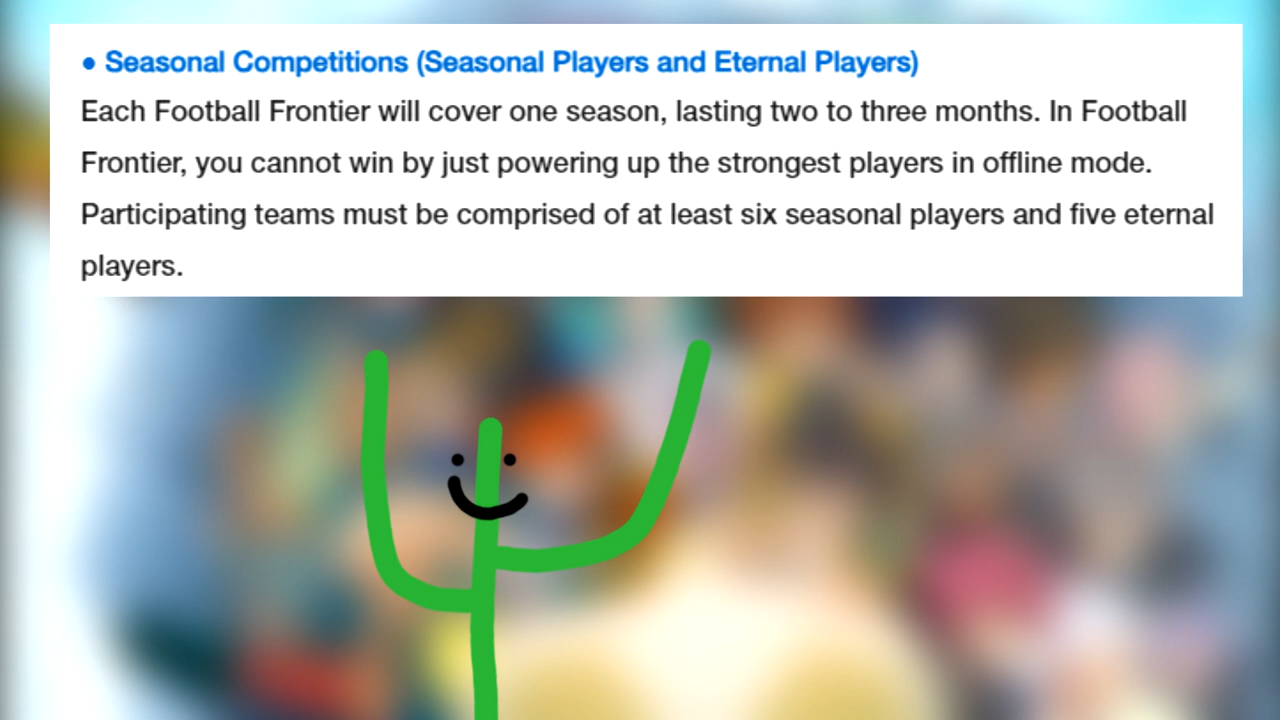 ● Seasonal Competitions (Seasonal Players and Eternal Players)
Each Football Frontier will cover one season, lasting two to three months. In Football
Frontier, you cannot win by just powering up the strongest players in offline mode.
Participating teams must be comprised of at least six seasonal players and five eternal
players.